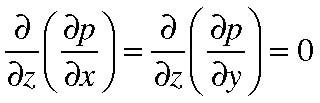 ∂/∂z(∂p/∂x) = ∂/∂z(∂p/∂y) = 0